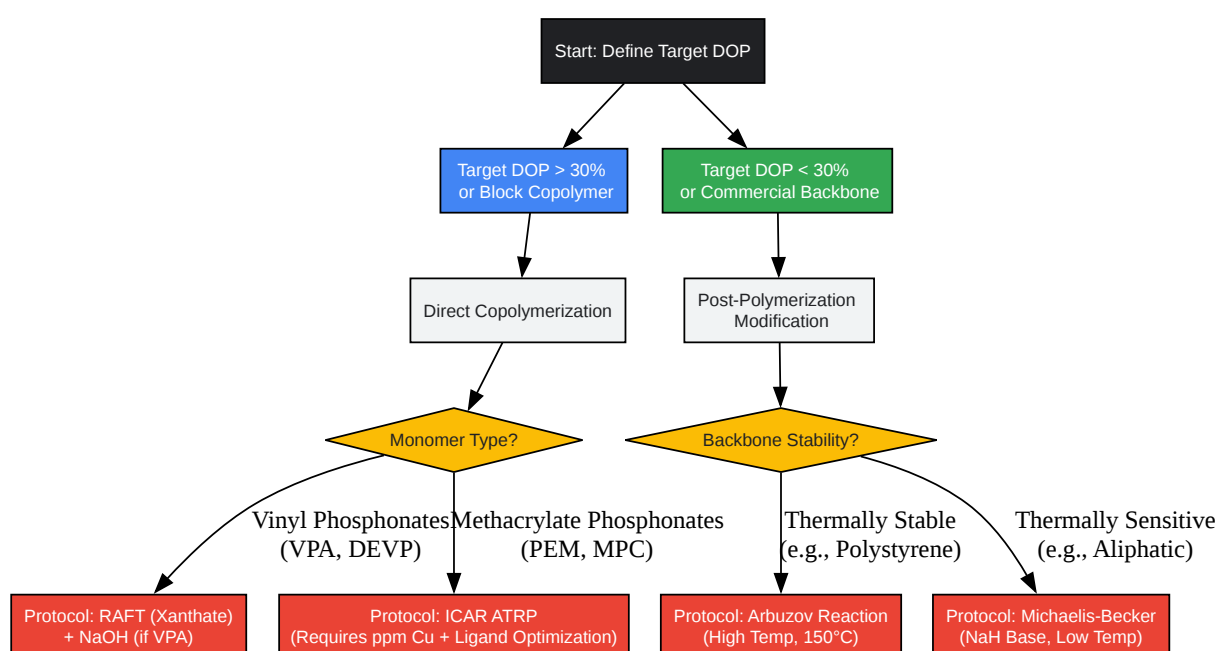 Start: Define Target DOP
Target DOP > 30%
or Block Copolymer
Target DOP < 30%
or Commercial Backbone
Direct Copolymerization
Post-Polymerization
Modification
Monomer Type?
Backbone Stability?
Vinyl Phosphonates
(VPA, DEVP)
Methacrylate Phosphonates
(PEM, MPC)
Thermally Stable
(e.g., Polystyrene)
Thermally Sensitive
(e.g., Aliphatic)
Protocol: RAFT (Xanthate)
+ NaOH (if VPA)
Protocol: ICAR ATRP
(Requires ppm Cu + Ligand Optimization)
Protocol: Arbuzov Reaction
(High Temp, 150°C)
Protocol: Michaelis-Becker
(NaH Base, Low Temp)